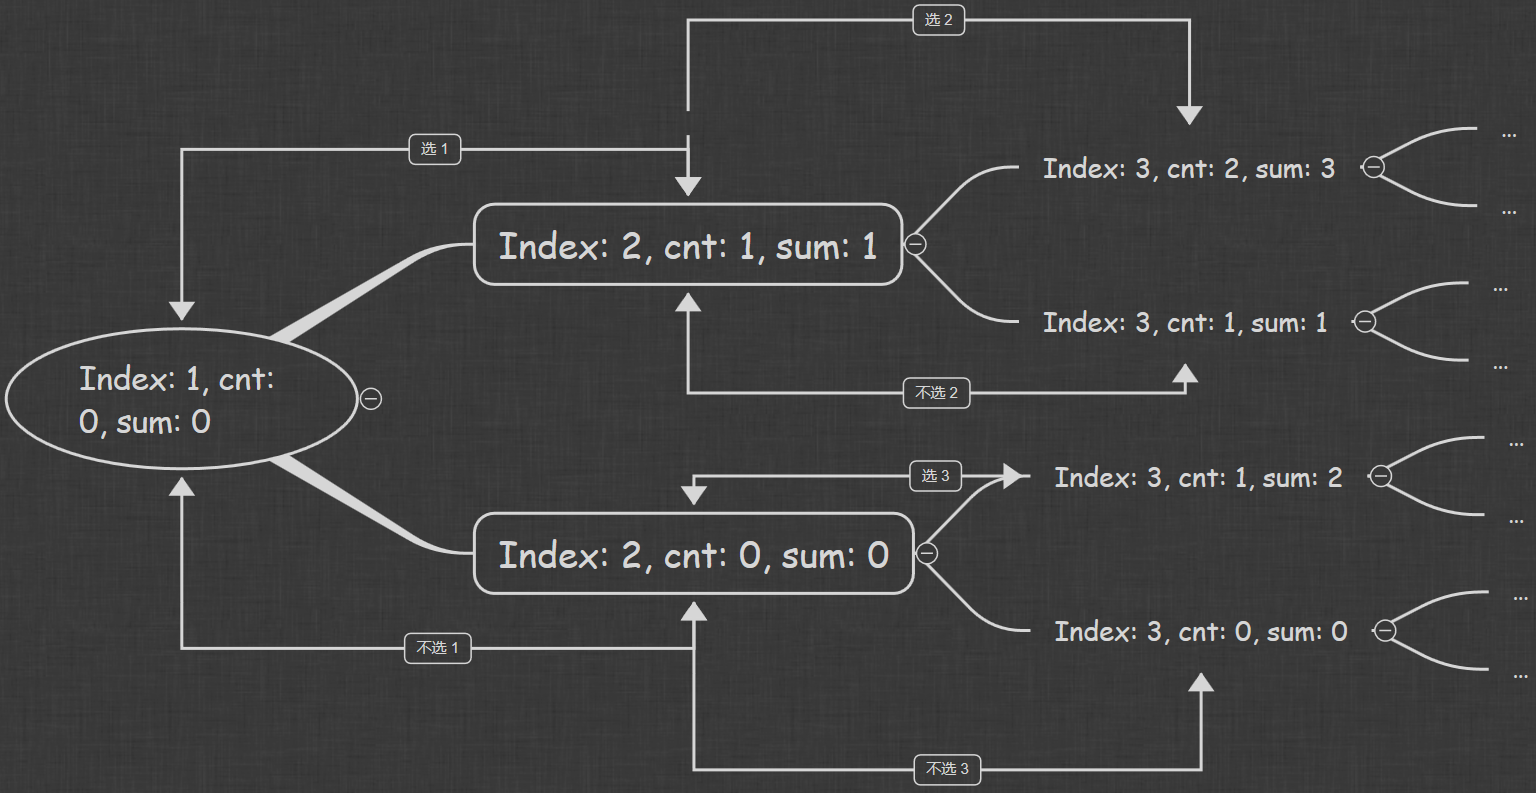 选 2
...
选 1
Index: 3, cnt: 2, sum: 3
...
Index: 2, cnt: 1, sum: 1
...
Index: 3, cnt: 1, sum: 1
...
Index: 1, cnt:
0, sum: 0
不选 2
...
选 3
Index: 3, cnt: 1, sum: 2
...
Index: 2, cnt: 0, sum: 0
...
不选 1
Index: 3, cnt: 0, sum: 0
...
不选 3